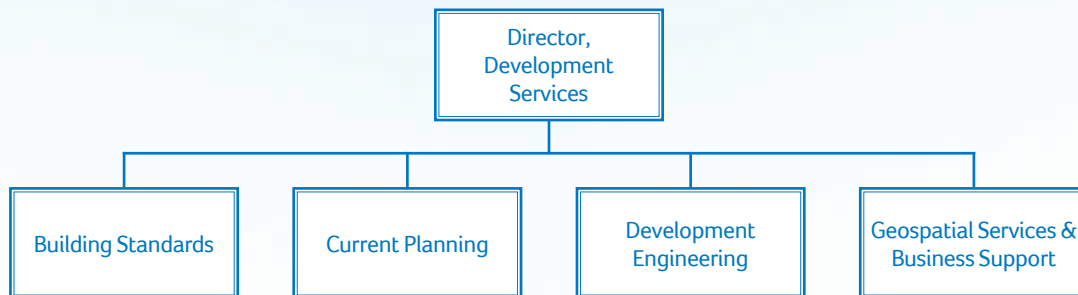 Director,
Development
Services
Building Standards
Current Planning
Development
Engineering
Geospatial Services &
Business Support